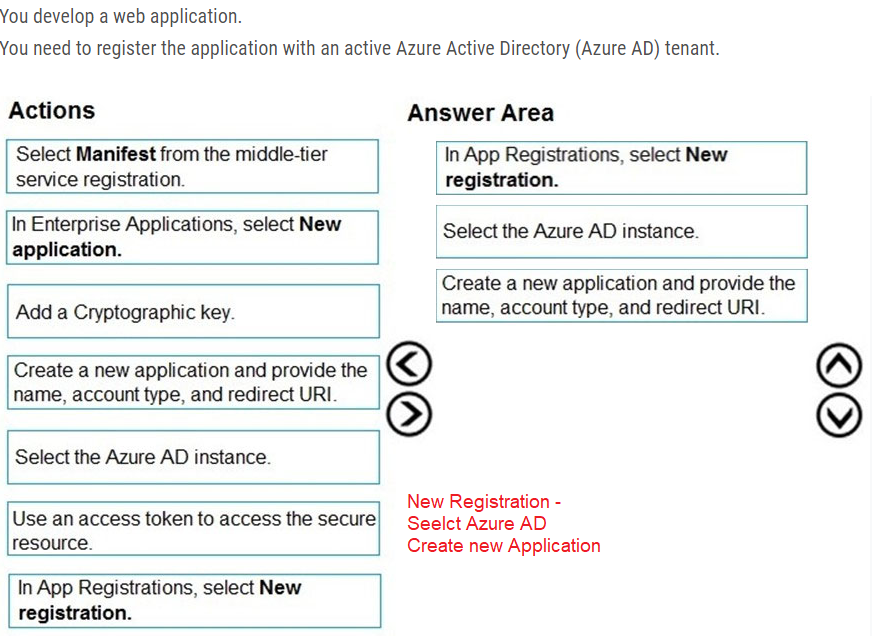 You develop a web application.
You need to register the application with an active Azure Active Directory (Azure AD) tenant.
Actions
Select Manifest from the middle-tier
service registration.
In Enterprise Applications, select New
application.
Add a Cryptographic key.
Create a new application and provide the
name, account type, and redirect URI.
Select the Azure AD instance.
Use an access token to access the secure
resource.
In App Registrations, select New
registration.
Answer Area
In App Registrations, select New
registration.
Select the Azure AD instance.
Create a new application and provide the
name, account type, and redirect URI.
New Registration -
Seelct Azure AD
Create new Application